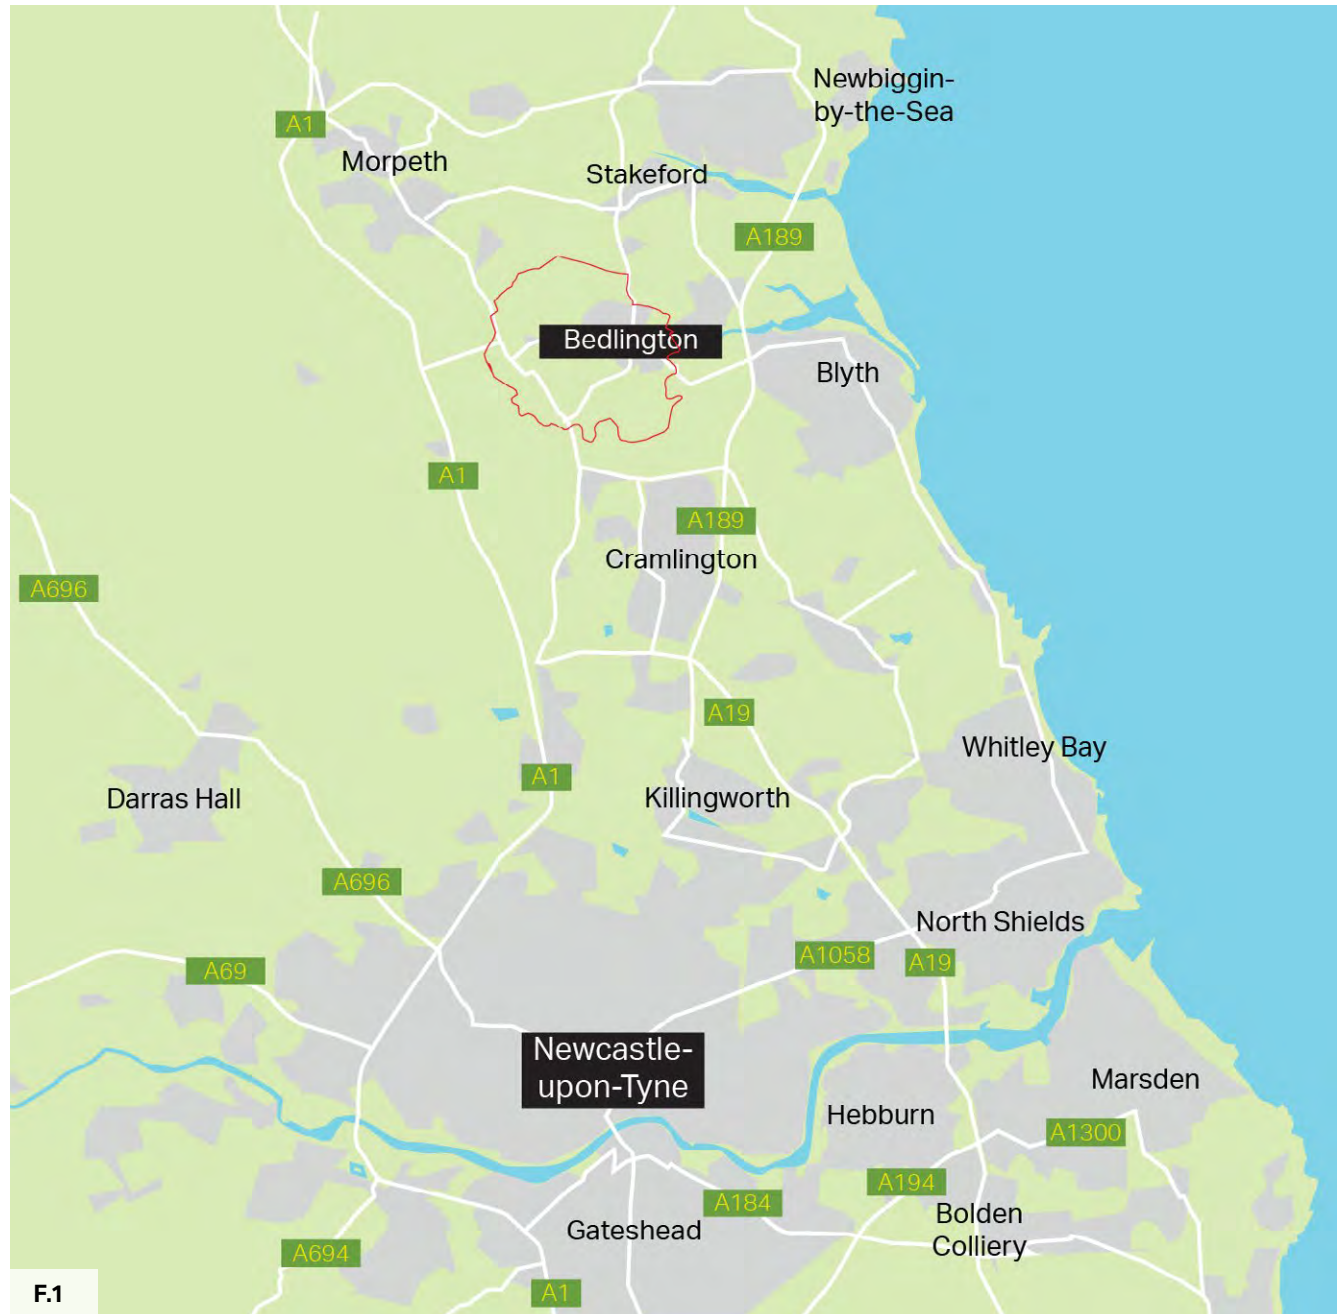 Newbiggin-
by-the-Sea
A1
Morpeth
Stakeford
A189
Bedlington
Blyth
A1
A189
Cramlington
A696
A19
Whitley Bay
A1
Killingworth
Darras Hall
A696
North Shields
A1058
A19
A69
Newcastle-
upon-Tyne
Marsden
Hebburn
A1300
A194
A184
Bolden
Colliery
Gateshead
A694
A1
F.1